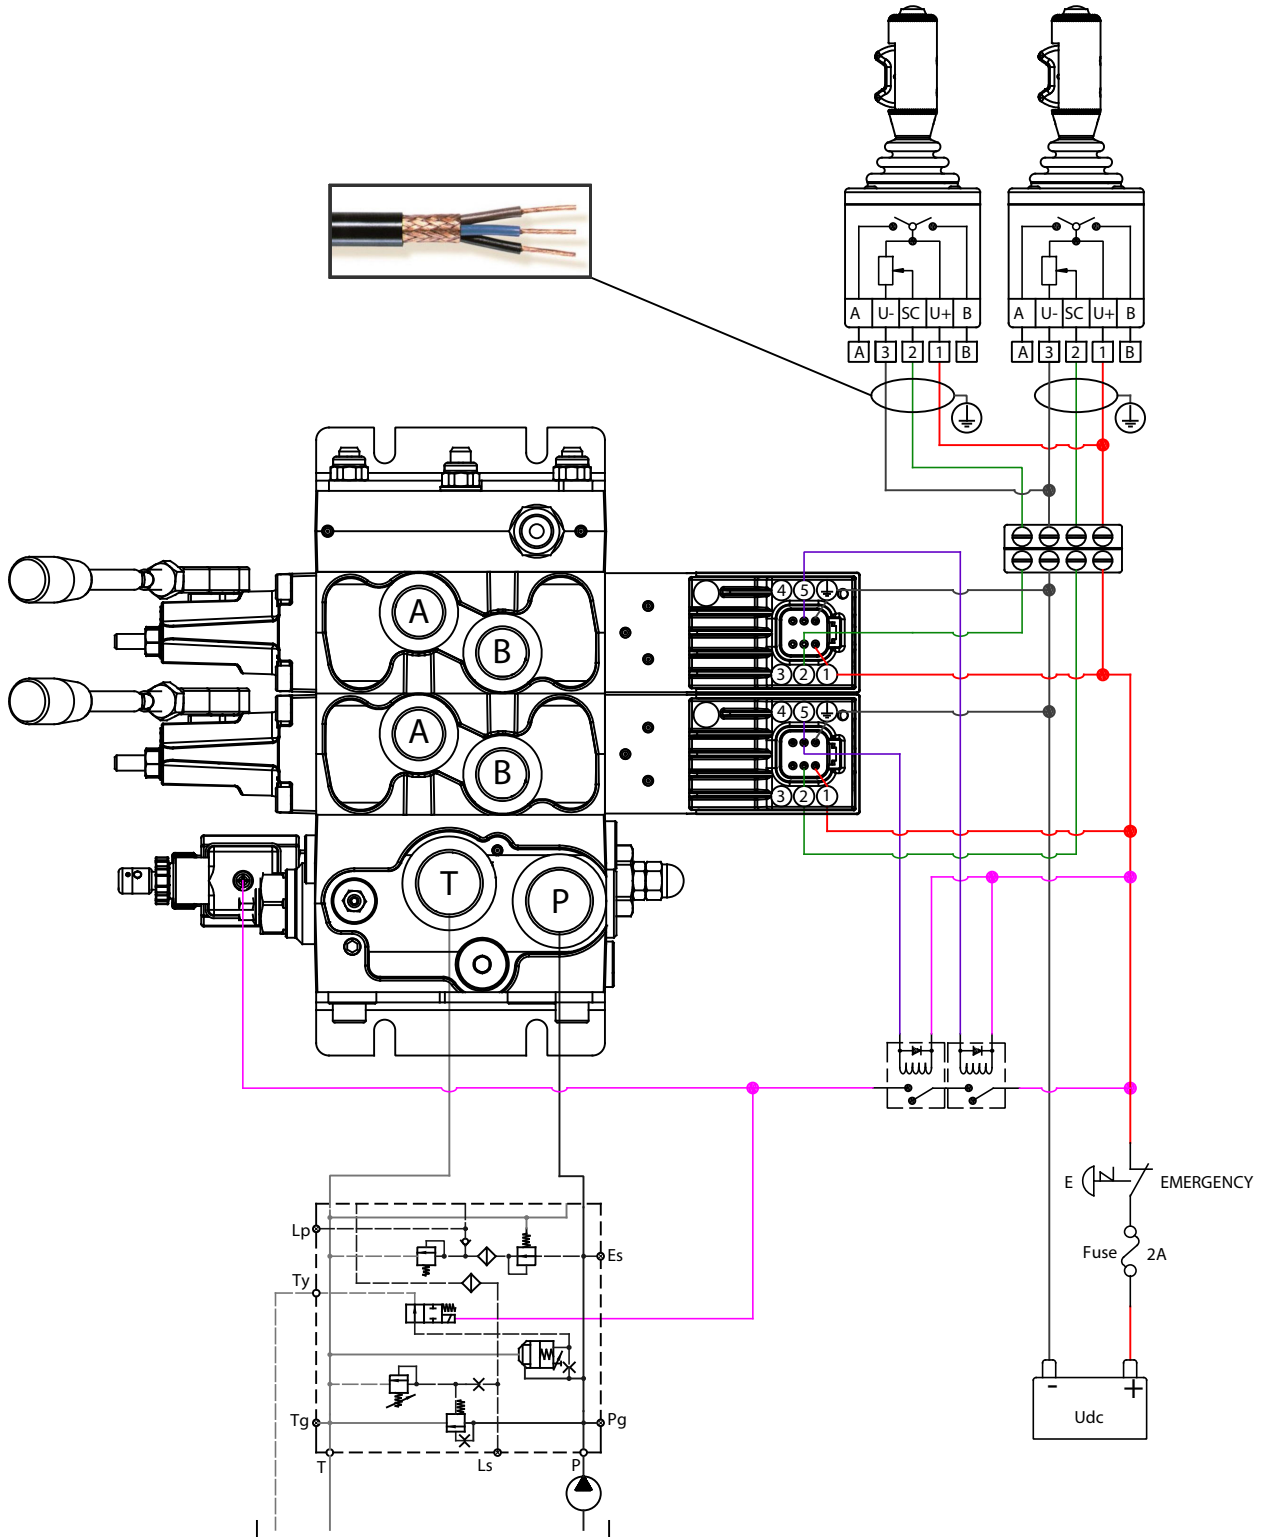 A U- SC U+ B
A U- SC U+ B
A 3 2 1 B
A 3 2 1 B
A
B
4 5
3 2 1
A
B
4 5
3 2 1
T
P
E
EMERGENCY
Fuse
2A
Lp
Es
Ty
Tg
Pg
T
Ls
P
- +
Udc